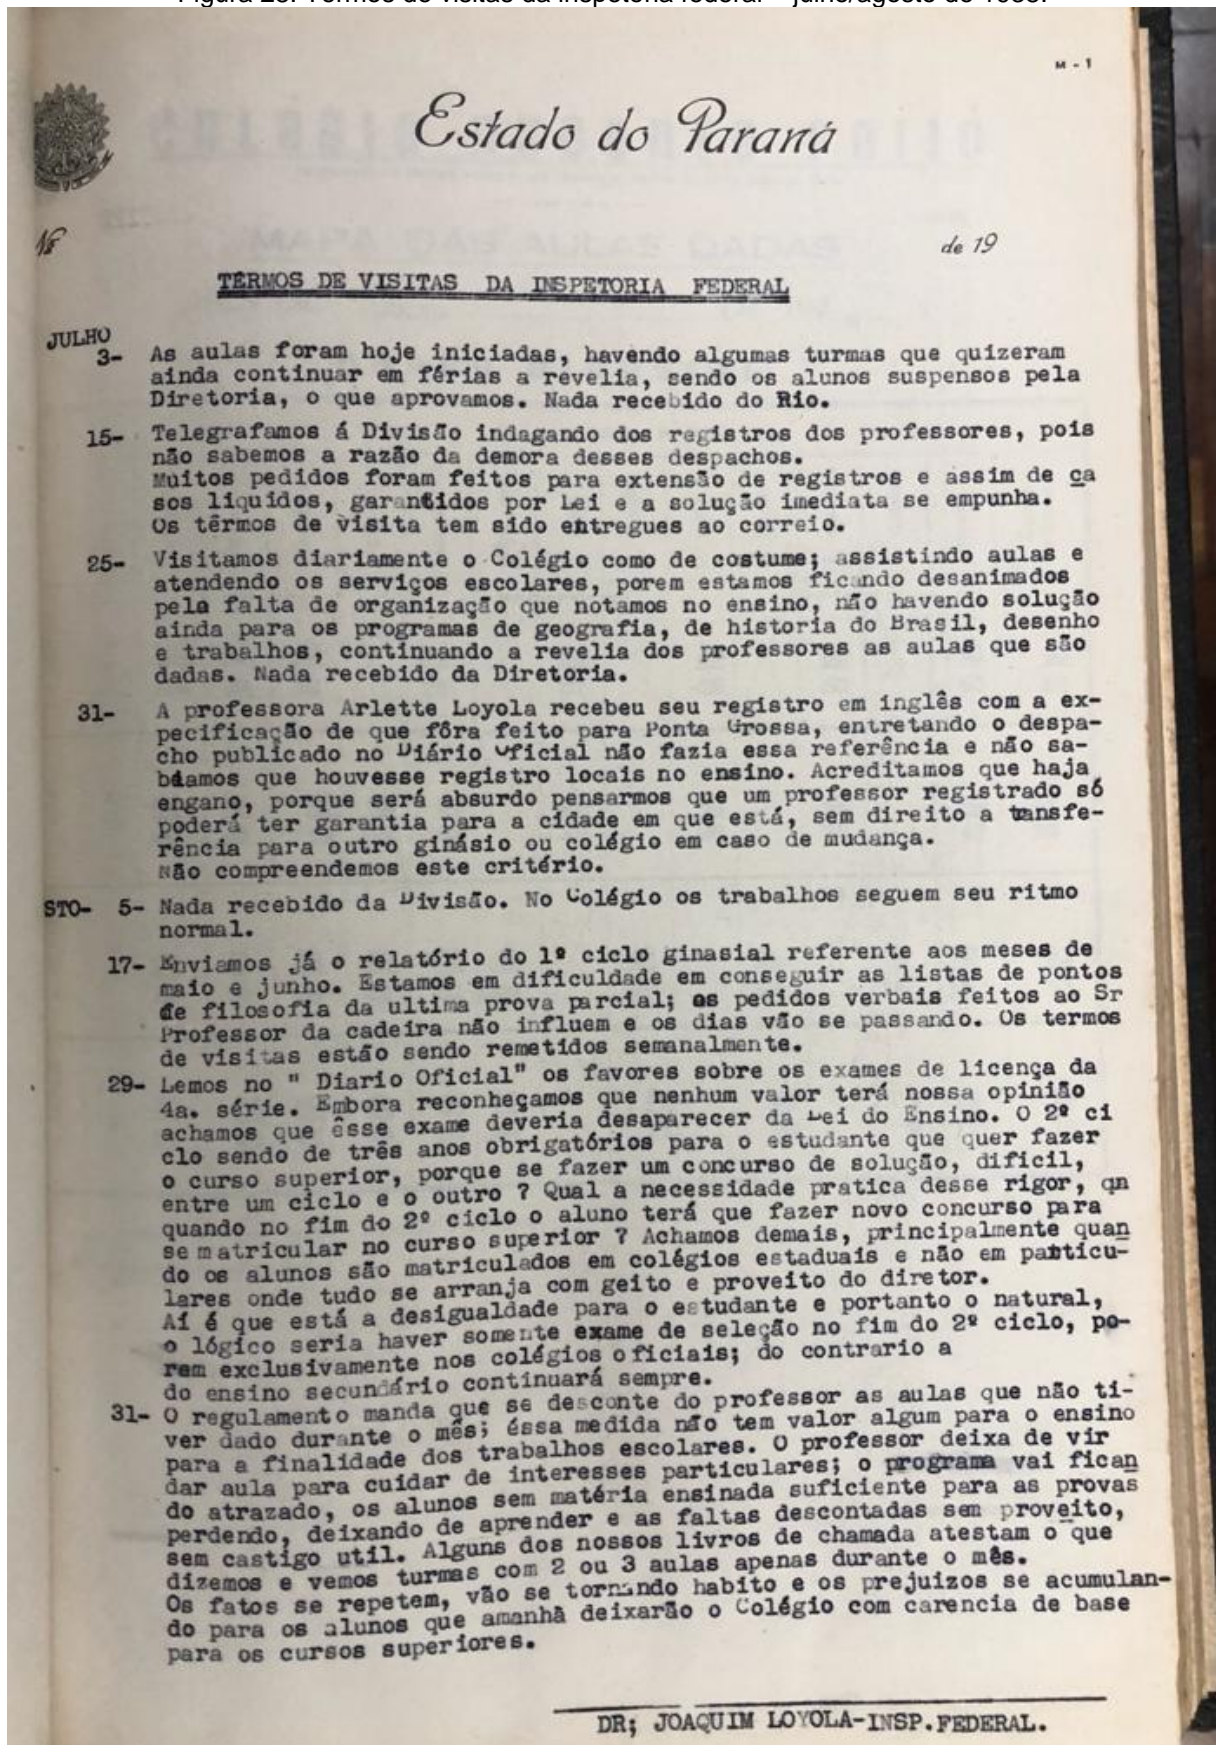 M - 1
Estado do Paraná
Nº
de 19
TERMOS DE VISITAS DA INSPETORIA FEDERAL
JULHO
3- As aulas foram hoje iniciadas, havendo algumas turmas que quizeram
ainda continuar em férias a revelia, sendo os alunos suspensos pela
Diretoria, o que aprovamos. Nada recebido do Rio.
15- Telegrafamos á Divisão indagando dos registros dos professores, pois
não sabemos a razão da demora desses despachos.
Muitos pedidos foram feitos para extensão de registros e assim de ca
sos liquidos, garantidos por Lei e a solução imediata se empunha.
Os têrmos de visita tem sido entregues ao correio.
25- Visitamos diariamente o Colégio como de costume; assistindo aulas e
atendendo os serviços escolares, porem estamos ficando desanimados
pela falta de organização que notamos no ensino, não havendo solução
ainda para os programas de geografia, de historia do Brasil, desenho
e trabalhos, continuando a revelia dos professores as aulas que são
dadas. Nada recebido da Diretoria.
31- A professora Arlette Loyola recebeu seu registro em inglês com a ex-
pecificação de que fôra feito para Ponta Grossa, entretando o despa-
cho publicado no Diário Oficial não fazia essa referência e não sa-
biamos que houvesse registro locais no ensino. Acreditamos que haja
engano, porque será absurdo pensarmos que um professor registrado só
poderá ter garantia para a cidade em que está, sem direito a tansfe-
rência para outro ginásio ou colégio em caso de mudança.
Não compreendemos este critério.
STO- 5- Nada recebido da Divisão. No Colégio os trabalhos seguem seu ritmo
normal.
17- Enviamos já o relatório do 1º ciclo ginasial referente aos meses de
maio e junho. Estamos em dificuldade em conseguir as listas de pontos
de filosofia da ultima prova parcial; os pedidos verbais feitos ao Sr
Professor da cadeira não influem e os dias vão se passando. Os termos
de visitas estão sendo remetidos semanalmente.
29- Lemos no " Diario Oficial" os favores sobre os exames de licença da
4a. série. Embora reconheçamos que nenhum valor terá nossa opinião
achamos que êsse exame deveria desaparecer da Lei do Ensino. O 2º ci
clo sendo de três anos obrigatórios para o estudante que quer fazer
o curso superior, porque se fazer um concurso de solução, dificil,
entre um ciclo e o outro ? Qual a necessidade pratica desse rigor, qn
quando no fim do 2º ciclo o aluno terá que fazer novo concurso para
se matricular no curso superior ? Achamos demais, principalmente quan
do os alunos são matriculados em colégios estaduais e não em particu-
lares onde tudo se arranja com geito e proveito do diretor.
Aí é que está a desigualdade para o estudante e portanto o natural,
o lógico seria haver somente exame de seleção no fim do 2º ciclo, po-
rem exclusivamente nos colégios oficiais; do contrario a
do ensino secundário continuará sempre.
31- O regulamento manda que se desconte do professor as aulas que não ti-
ver dado durante o mês; éssa medida não tem valor algum para o ensino
para a finalidade dos trabalhos escolares. O professor deixa de vir
dar aula para cuidar de interesses particulares; o programa vai fican
do atrazado, os alunos sem matéria ensinada suficiente para as provas
perdendo, deixando de aprender e as faltas descontadas sem proveito,
sem castigo util. Alguns dos nossos livros de chamada atestam o que
dizemos e vemos turmas com 2 ou 3 aulas apenas durante o mês.
Os fatos se repetem, vão se tornando habito e os prejuizos se acumulan-
do para os alunos que amanhã deixarão o Colégio com carencia de base
para os cursos superiores.
DR; JOAQUIM LOYOLA-INSP.FEDERAL.